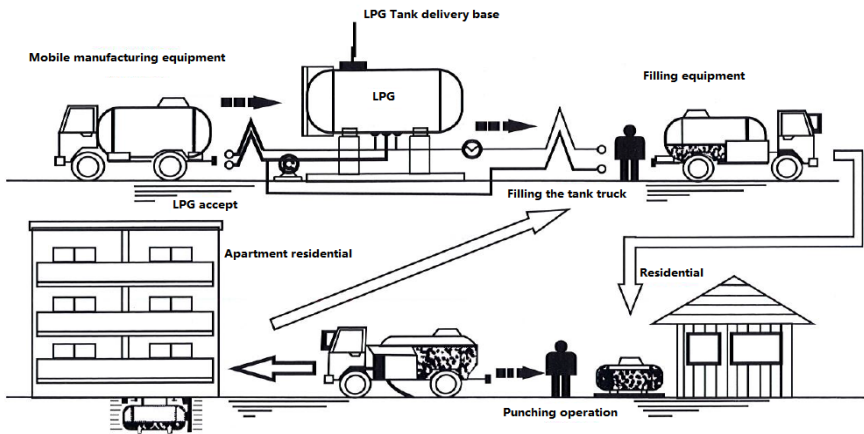 LPG Tank delivery base
Mobile manufacturing equipment
Filling equipment
LPG
LPG accept
Filling the tank truck
Apartment residential
Residential
Punching operation